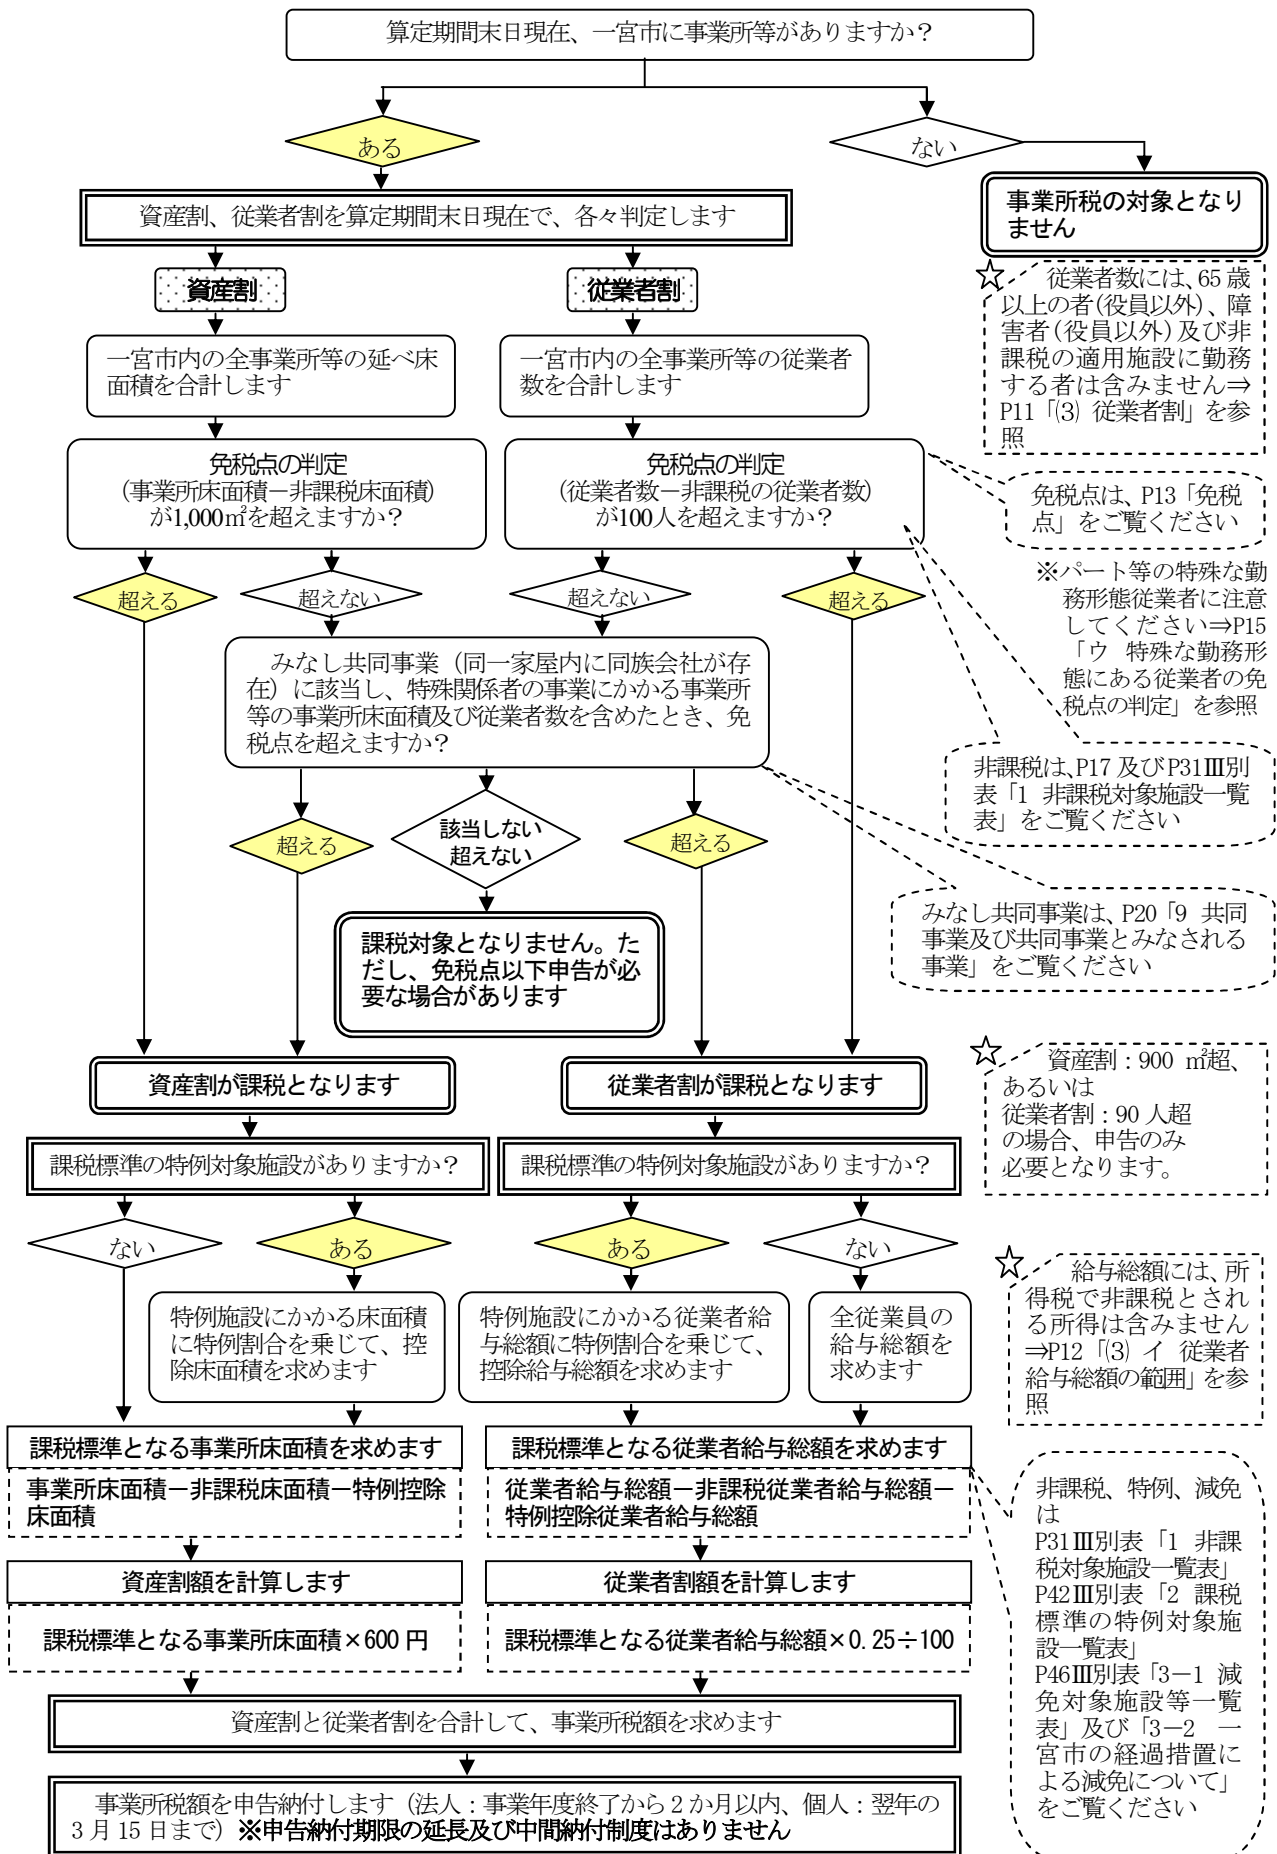 算定期間末日現在、一宮市に事業所等がありますか？
ある
ない
資産割、従業者割を算定期間末日現在で、各々判定します
事業所税の対象となり
ません
資産割
従業者割
☆　従業者数には、65 歳
以上の者(役員以外)、障
害者(役員以外)及び非
課税の適用施設に勤務
する者は含みません⇒
P11「(3) 従業者割」を参
照
一宮市内の全事業所等の延べ床
面積を合計します
一宮市内の全事業所等の従業者
数を合計します
免税点の判定
(事業所床面積－非課税床面積)
が1,000㎡を超えますか？
免税点の判定
(従業者数－非課税の従業者数)
が100人を超えますか？
免税点は、P13「免税
点」をご覧ください
※パート等の特殊な勤
務形態従業者に注意
してください⇒P15
「ウ 特殊な勤務形
態にある従業者の免
税点の判定」を参照
超える
超えない
超えない
超える
みなし共同事業（同一家屋内に同族会社が存
在）に該当し、特殊関係者の事業にかかる事業所
等の事業所床面積及び従業者数を含めたとき、免
税点を超えますか？
非課税は、P17 及びP31Ⅲ別
表「1 非課税対象施設一覧
表」をご覧ください
超える
該当しない
超えない
超える
みなし共同事業は、P20「9 共同
事業及び共同事業とみなされる
事業」をご覧ください
課税対象となりません。た
だし、免税点以下申告が必
要な場合があります
資産割が課税となります
従業者割が課税となります
☆　資産割：900 ㎡超、
あるいは
従業者割：90 人超
の場合、申告のみ
必要となります。
課税標準の特例対象施設がありますか？
課税標準の特例対象施設がありますか？
ない
ある
ある
ない
☆　給与総額には、所
得税で非課税とされ
る所得は含みません
⇒P12「(3) イ 従業者
給与総額の範囲」を参
照
特例施設にかかる床面積
に特例割合を乗じて、控
除床面積を求めます
特例施設にかかる従業者給
与総額に特例割合を乗じて、
控除給与総額を求めます
全従業員の
給与総額を
求めます
課税標準となる事業所床面積を求めます
事業所床面積－非課税床面積－特例控除
床面積
課税標準となる従業者給与総額を求めます
従業者給与総額－非課税従業者給与総額－
特例控除従業者給与総額
非課税、特例、減免
は
P31Ⅲ別表「1 非課
税対象施設一覧表」
P42Ⅲ別表「2 課税
標準の特例対象施
設一覧表」
P46Ⅲ別表「3－1 減
免対象施設等一覧
表」及び「3－2　一
宮市の経過措置に
よる減免について」
をご覧ください
資産割額を計算します
課税標準となる事業所床面積×600 円
従業者割額を計算します
課税標準となる従業者給与総額×0.25÷100
資産割と従業者割を合計して、事業所税額を求めます
事業所税額を申告納付します（法人：事業年度終了から２か月以内、個人：翌年の
3 月 15 日まで）※申告納付期限の延長及び中間納付制度はありません